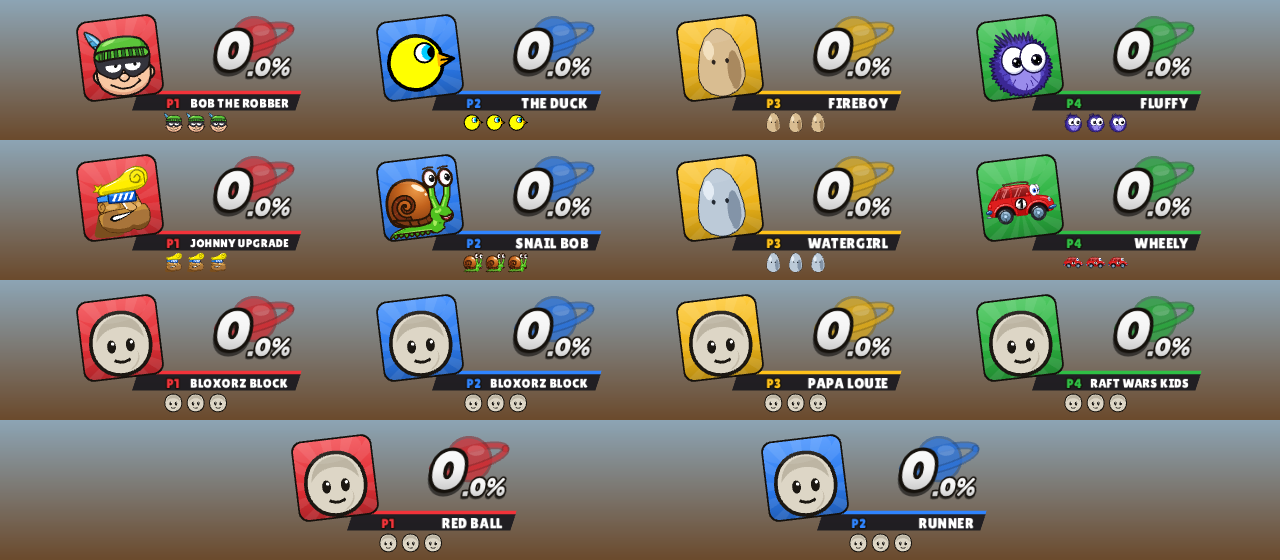 0.0% 0.0% 0.0% 0.0%
P1 BOB THE ROBBER P2 THE DUCK P3 FIREBOY P4 FLUFFY
0.0% 0.0% 0.0% 0.0%
P1 JOHNNY UPGRADE P2 SNAIL BOB P3 WATERGIRL P4 WHEELY
0.0% 0.0% 0.0% 0.0%
P1 BLOXORZ BLOCK P2 BLOXORZ BLOCK P3 PAPA LOUIE P4 RAFT WARS KIDS
0.0% 0.0%
P1 RED BALL P2 RUNNER